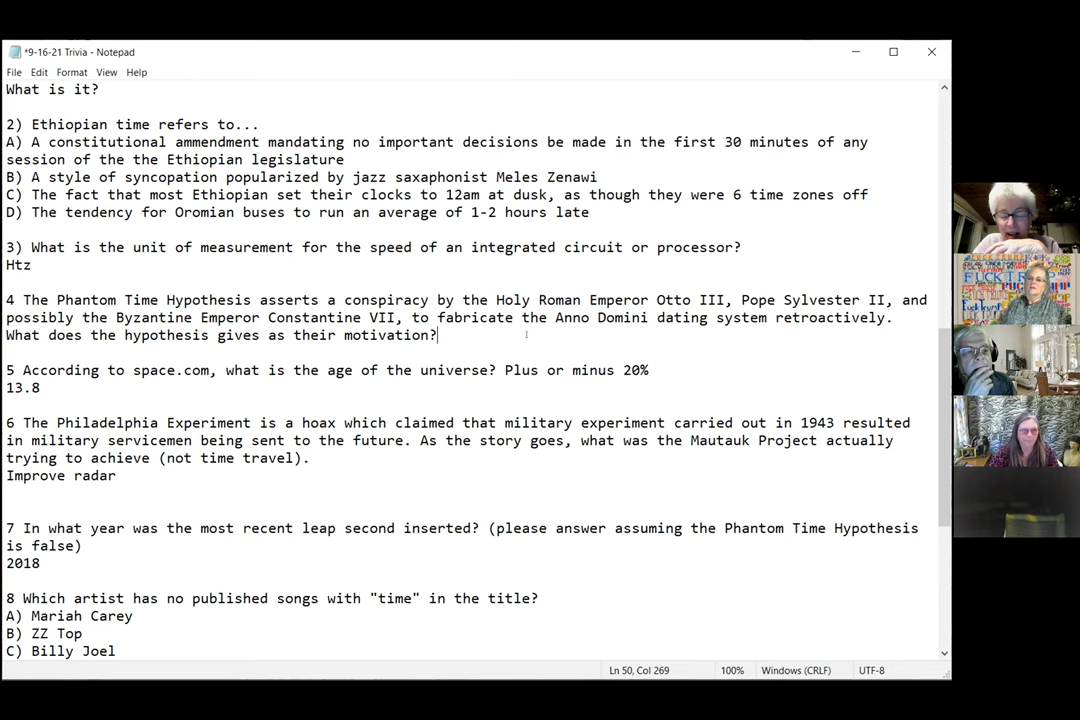 *9-16-21 Trivia - Notepad
File Edit Format View Help
What is it?
2) Ethiopian time refers to...
A) A constitutional ammendment mandating no important decisions be made in the first 30 minutes of any
session of the the Ethiopian legislature
B) A style of syncopation popularized by jazz saxaphonist Meles Zenawi
C) The fact that most Ethiopian set their clocks to 12am at dusk, as though they were 6 time zones off
D) The tendency for Oromian buses to run an average of 1-2 hours late
3) What is the unit of measurement for the speed of an integrated circuit or processor?
Htz
4 The Phantom Time Hypothesis asserts a conspiracy by the Holy Roman Emperor Otto III, Pope Sylvester II, and
possibly the Byzantine Emperor Constantine VII, to fabricate the Anno Domini dating system retroactively.
What does the hypothesis gives as their motivation?
5 According to space.com, what is the age of the universe? Plus or minus 20%
13.8
6 The Philadelphia Experiment is a hoax which claimed that military experiment carried out in 1943 resulted
in military servicemen being sent to the future. As the story goes, what was the Mautauk Project actually
trying to achieve (not time travel).
Improve radar
7 In what year was the most recent leap second inserted? (please answer assuming the Phantom Time Hypothesis
is false)
2018
8 Which artist has no published songs with "time" in the title?
A) Mariah Carey
B) ZZ Top
C) Billy Joel
Ln 50, Col 269 100% Windows (CRLF) UTF-8
FUCK TRUMP